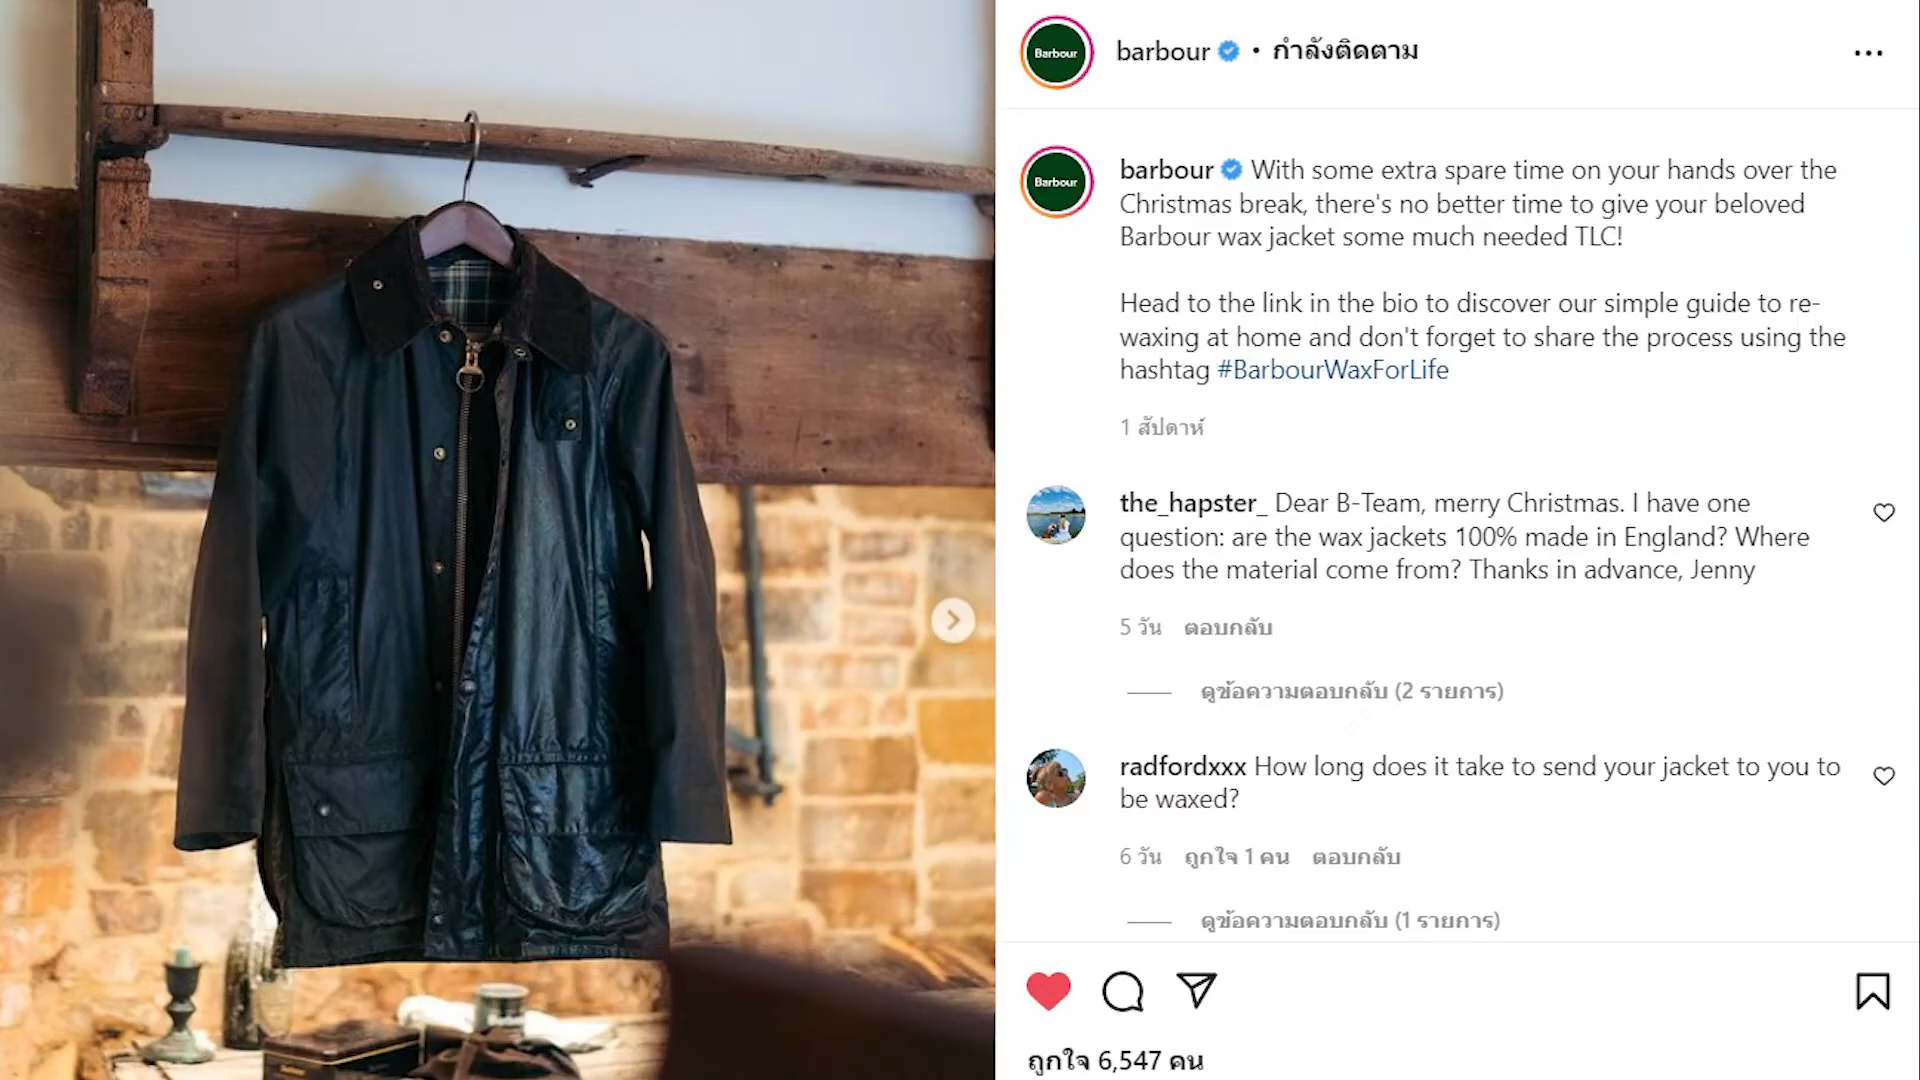 Barbour
barbour • กำลังติดตาม
Barbour
barbour With some extra spare time on your hands over the
Christmas break, there's no better time to give your beloved
Barbour wax jacket some much needed TLC!
Head to the link in the bio to discover our simple guide to re-
waxing at home and don't forget to share the process using the
hashtag #BarbourWaxForLife
1 สัปดาห์
the_hapster_ Dear B-Team, merry Christmas. I have one
question: are the wax jackets 100% made in England? Where
does the material come from? Thanks in advance, Jenny
5 วัน ตอบกลับ
ดูข้อความตอบกลับ (2 รายการ)
radfordxxx How long does it take to send your jacket to you to
be waxed?
6 วัน ถูกใจ 1 คน ตอบกลับ
ดูข้อความตอบกลับ (1 รายการ)
ถูกใจ 6,547 คน